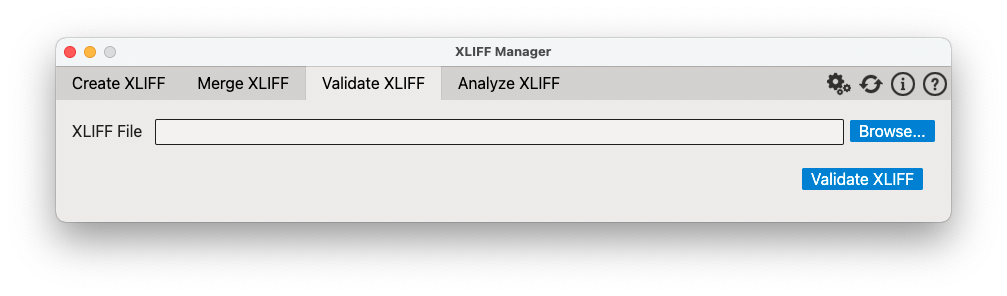 XLIFF Manager
Create XLIFF Merge XLIFF Validate XLIFF Analyze XLIFF
XLIFF File Browse...
Validate XLIFF